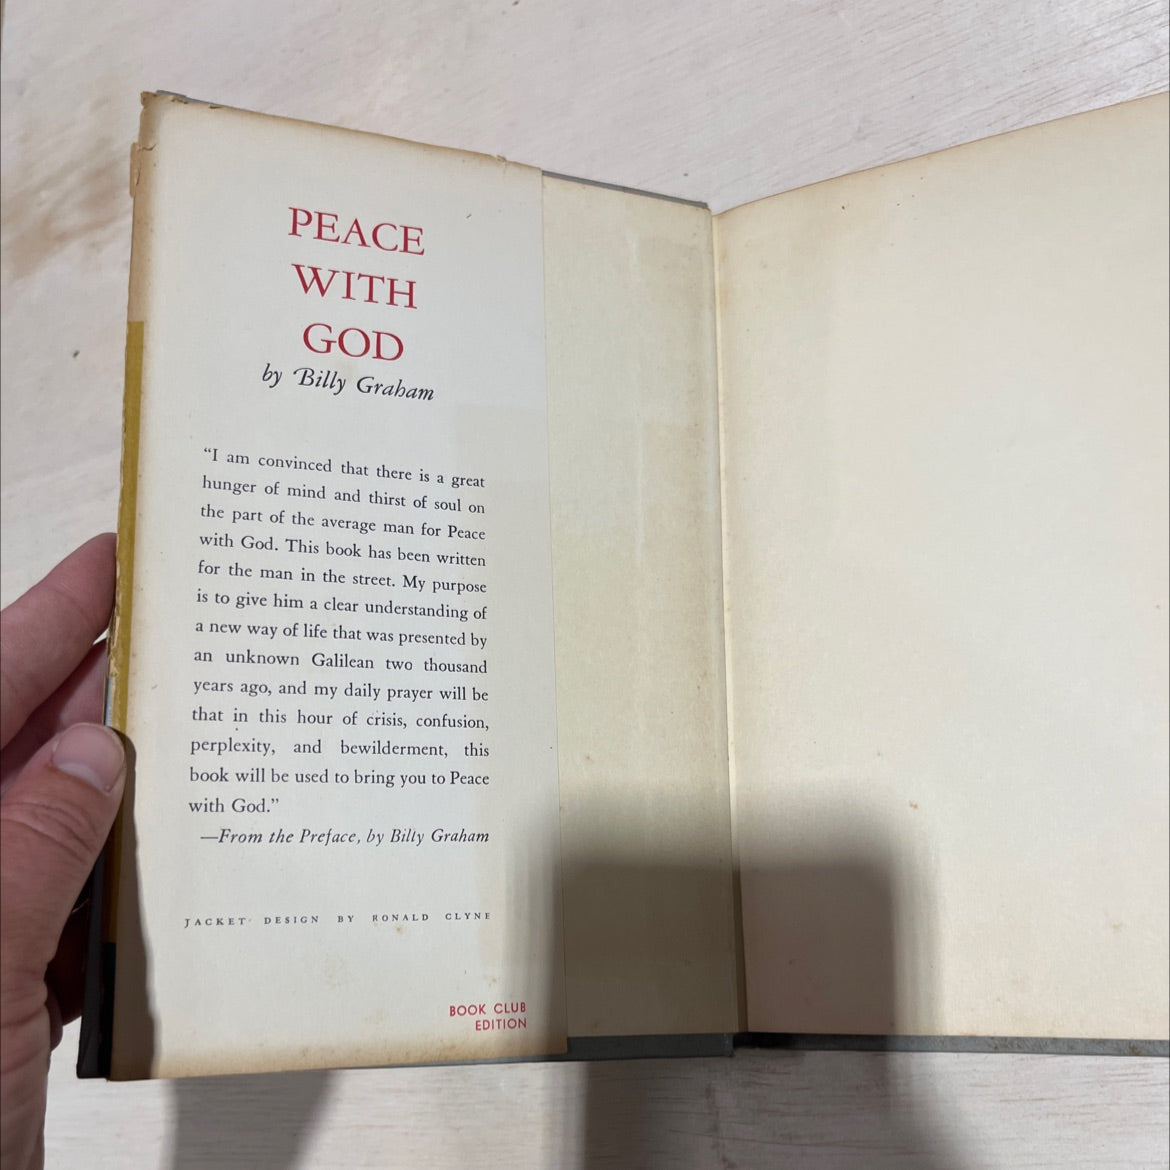 PEACE
WITH
GOD
by Billy Graham
“I am convinced that there is a great
hunger of mind and thirst of soul on
the part of the average man for Peace
with God. This book has been written
for the man in the street. My purpose
is to give him a clear understanding of
a new way of life that was presented by
an unknown Galilean two thousand
years ago, and my daily prayer will be
that in this hour of crisis, confusion,
perplexity, and bewilderment, this
book will be used to bring you to Peace
with God.”
—From the Preface, by Billy Graham
JACKET DESIGN BY RONALD CLYNE
BOOK CLUB
EDITION